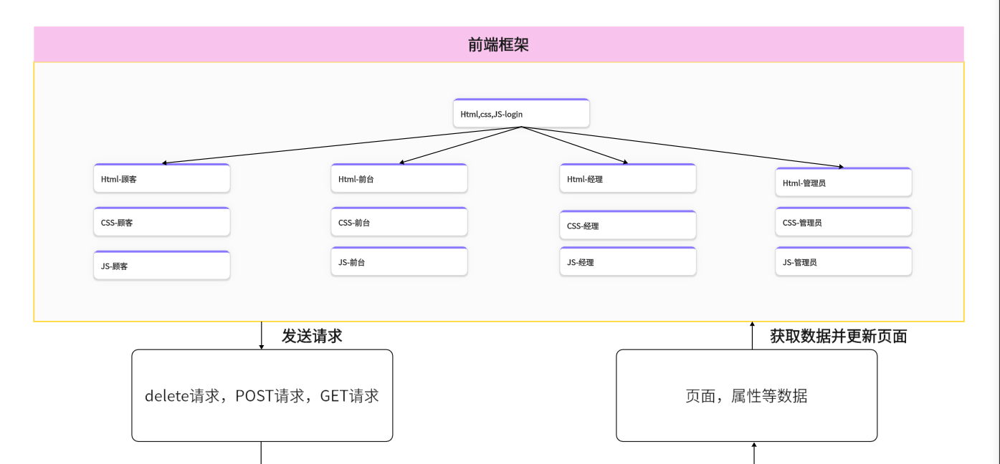 前端框架
Html,css,JS-login
Html-顾客
Html-前台
Html-经理
Html-管理员
CSS-顾客
CSS-前台
CSS-经理
CSS-管理员
JS-顾客
JS-前台
JS-经理
JS-管理员
发送请求
获取数据并更新页面
delete请求，POST请求，GET请求
页面，属性等数据